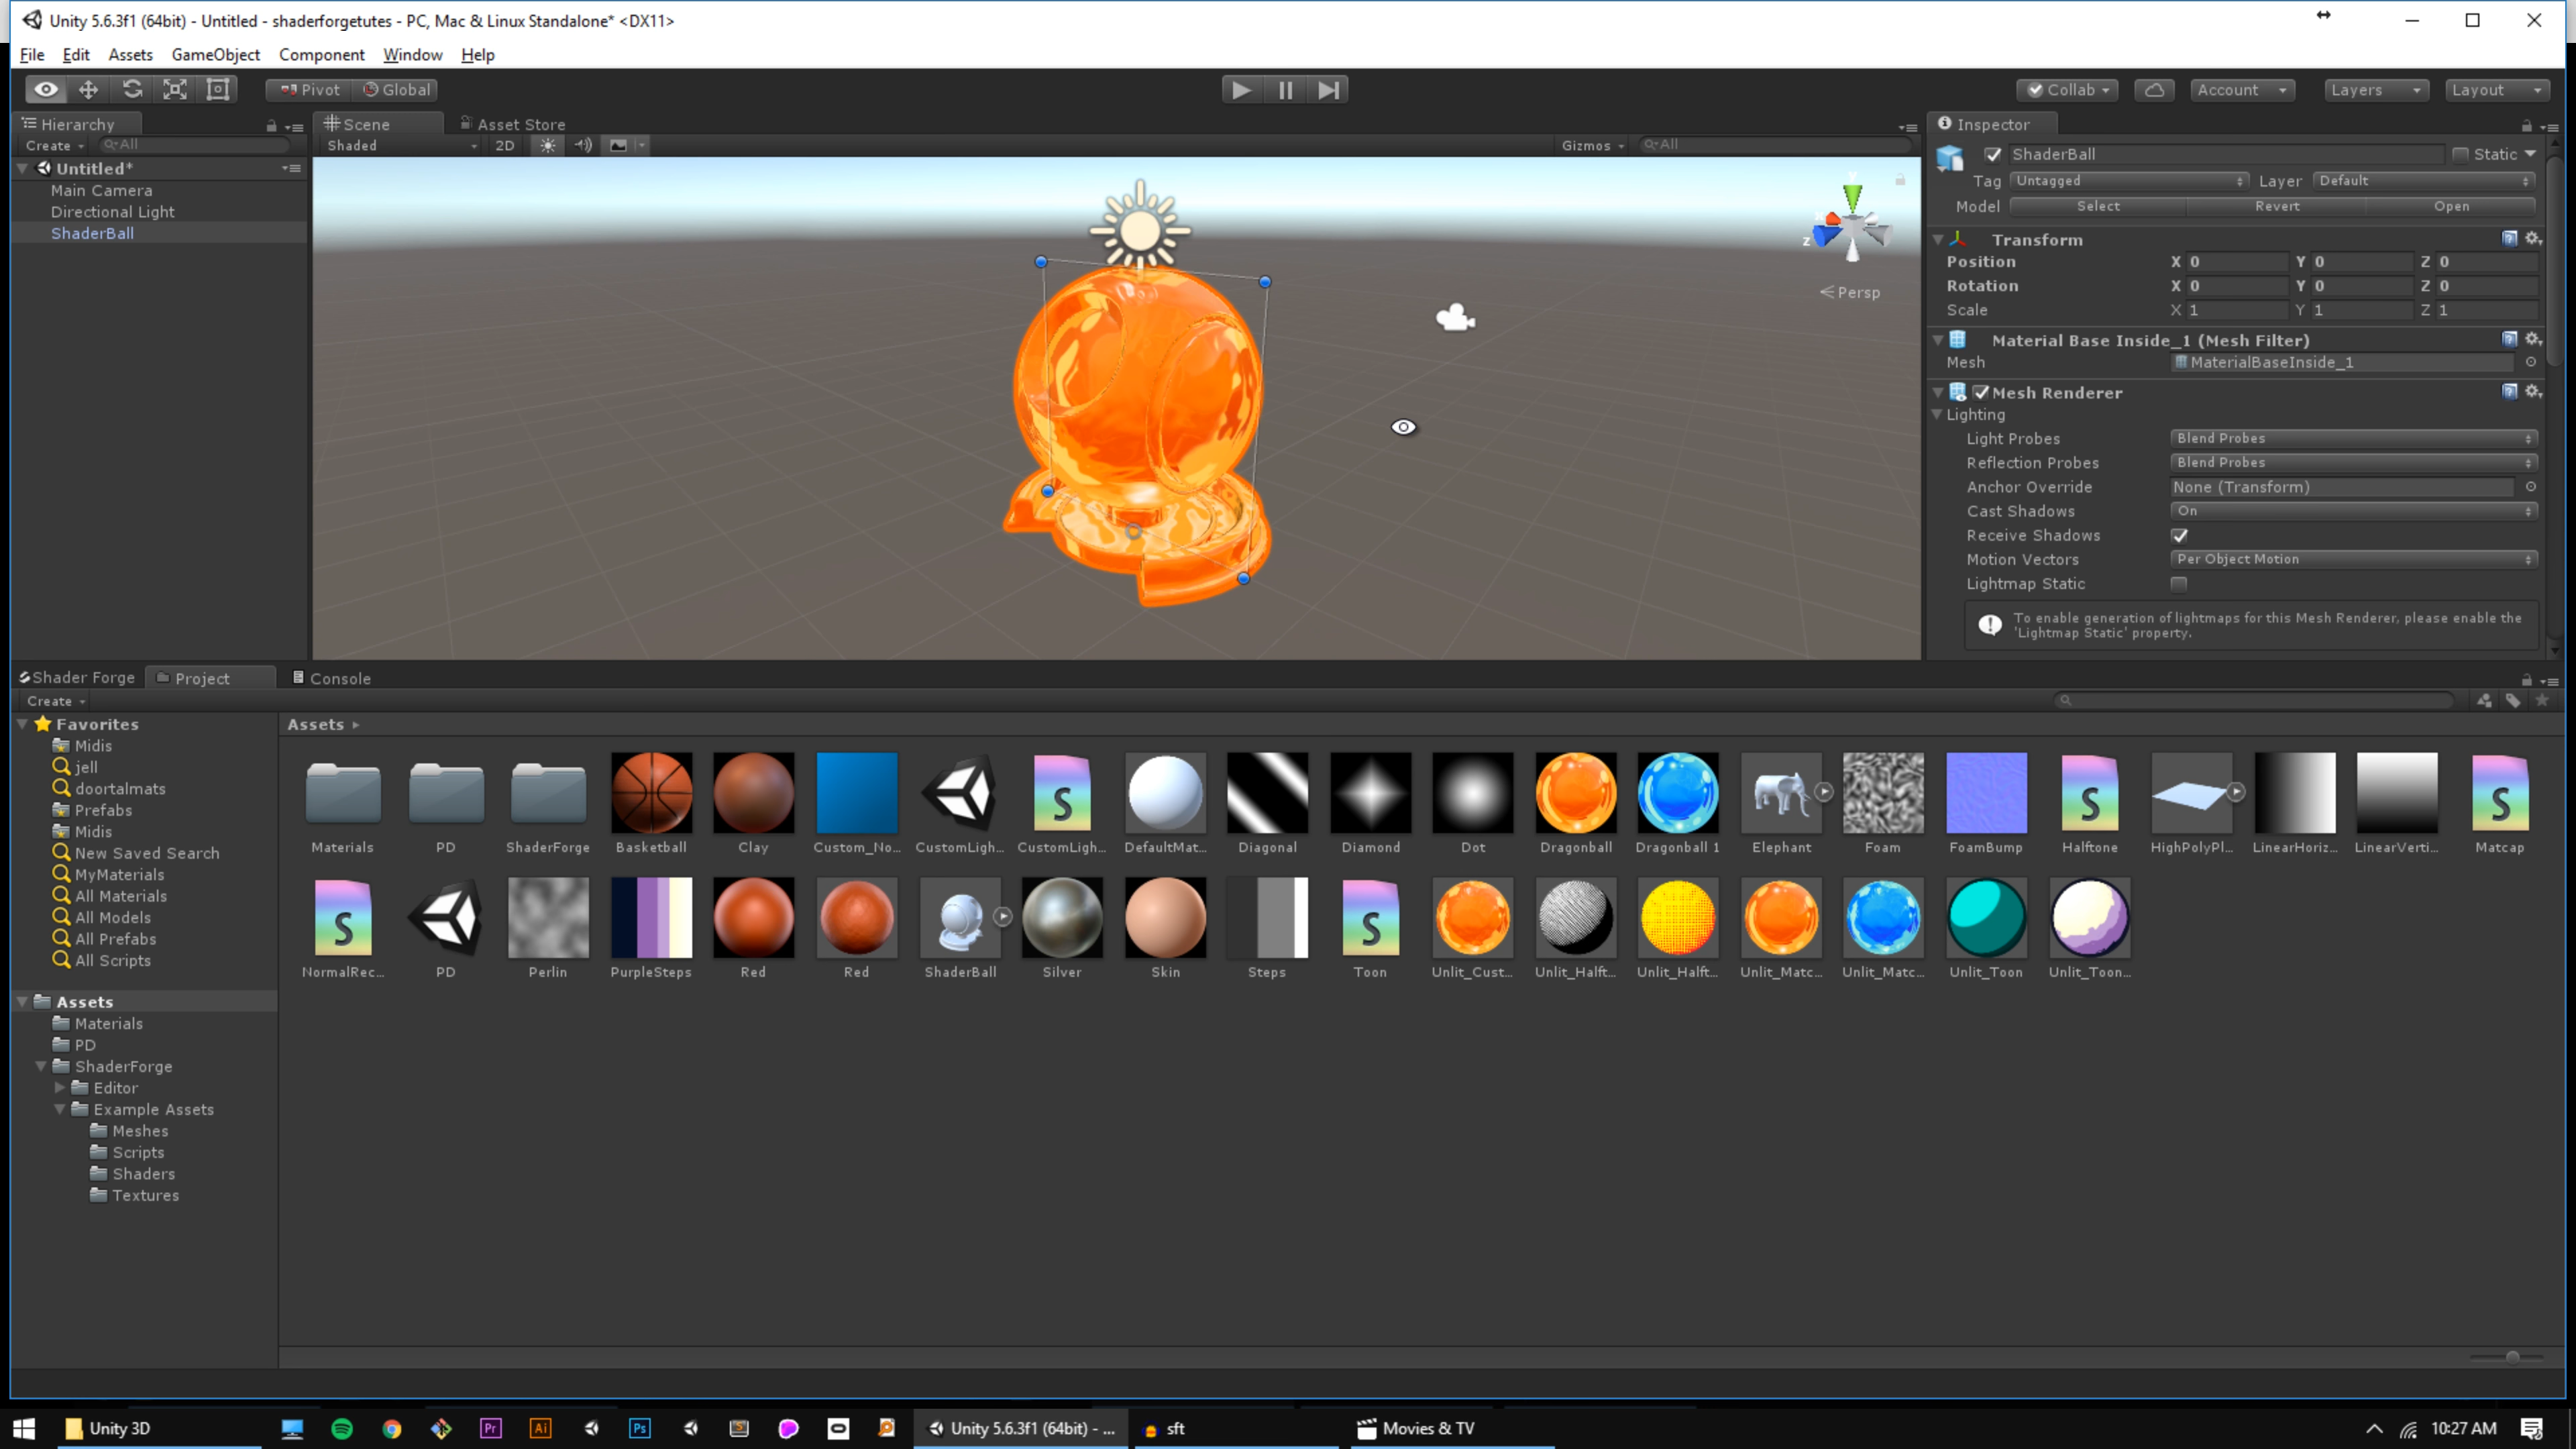 Unity 5.6.3f1 (64bit) - Untitled - shaderforgetutes - PC, Mac & Linux Standalone* <DX11>
File Edit Assets GameObject Component Window Help
Pivot Global Collab Account Layers Layout
Hierarchy
Create All
Untitled*
Main Camera
Directional Light
ShaderBall
Scene Asset Store
Shaded 2D Gizmos All
y
z
Persp
Inspector
ShaderBall Static
Tag Untagged Layer Default
Model Select Revert Open
Transform
Position X 0 Y 0 Z 0
Rotation X 0 Y 0 Z 0
Scale X 1 Y 1 Z 1
Material Base Inside_1 (Mesh Filter)
Mesh MaterialBaseInside_1
Mesh Renderer
Lighting
Light Probes Blend Probes
Reflection Probes Blend Probes
Anchor Override None (Transform)
Cast Shadows On
Receive Shadows
Motion Vectors Per Object Motion
Lightmap Static
To enable generation of lightmaps for this Mesh Renderer, please enable the
'Lightmap Static' property.
Shader Forge Project Console
Create
Favorites
Midis
jell
doortalmats
Prefabs
Midis
New Saved Search
MyMaterials
All Materials
All Models
All Prefabs
All Scripts
Assets
Materials
PD
ShaderForge
Editor
Example Assets
Meshes
Scripts
Shaders
Textures
Assets
Materials PD ShaderForge Basketball Clay Custom_No... CustomLigh... CustomLigh... DefaultMat... Diagonal Diamond Dot Dragonball Dragonball 1 Elephant Foam FoamBump Halftone HighPolyPl... LinearHoriz... LinearVerti... Matcap
NormalRec... PD Perlin PurpleSteps Red Red ShaderBall Silver Skin Steps Toon Unlit_Cust... Unlit_Halft... Unlit_Halft... Unlit_Matc... Unlit_Matc... Unlit_Toon Unlit_Toon...
Unity 3D Pr Ai Ps Unity 5.6.3f1 (64bit) - ... sft Movies & TV 10:27 AM